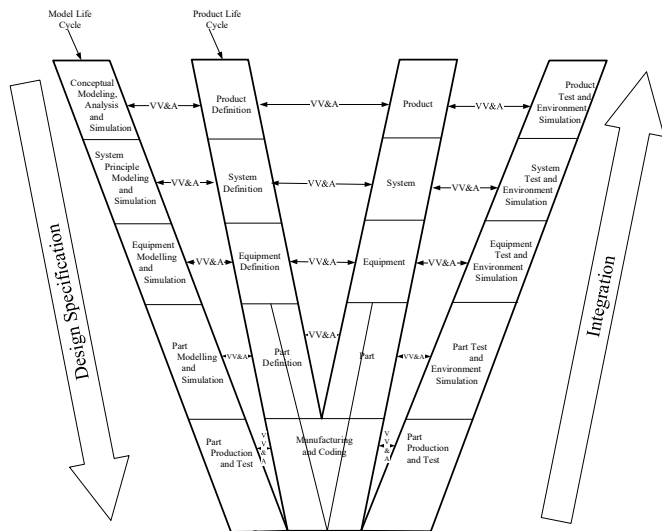 Model Life
Cycle
Product Life
Cycle
Conceptual
Modeling,
Analysis
and
Simulation
VV&A
Product
Definition
VV&A
Product
VV&A
Product
Test and
Environment
Simulation
System
Principle
Modeling
and
Simulation
VV&A
System
Definition
VV&A
System
VV&A
System
Test and
Environment
Simulation
Equipment
Modelling
and
Simulation
VV&A
Equipment
Definition
VV&A
Equipment
VV&A
Equipment
Test and
Environment
Simulation
Part
Modelling
and
Simulation
VV&A
Part
Definition
VV&A
Part
VV&A
Part Test
and
Environment
Simulation
Part
Production
and Test
V
V
&
A
Manufacturing
and Coding
V
V
&
A
Part
Production
and Test
Design Specification
Integration